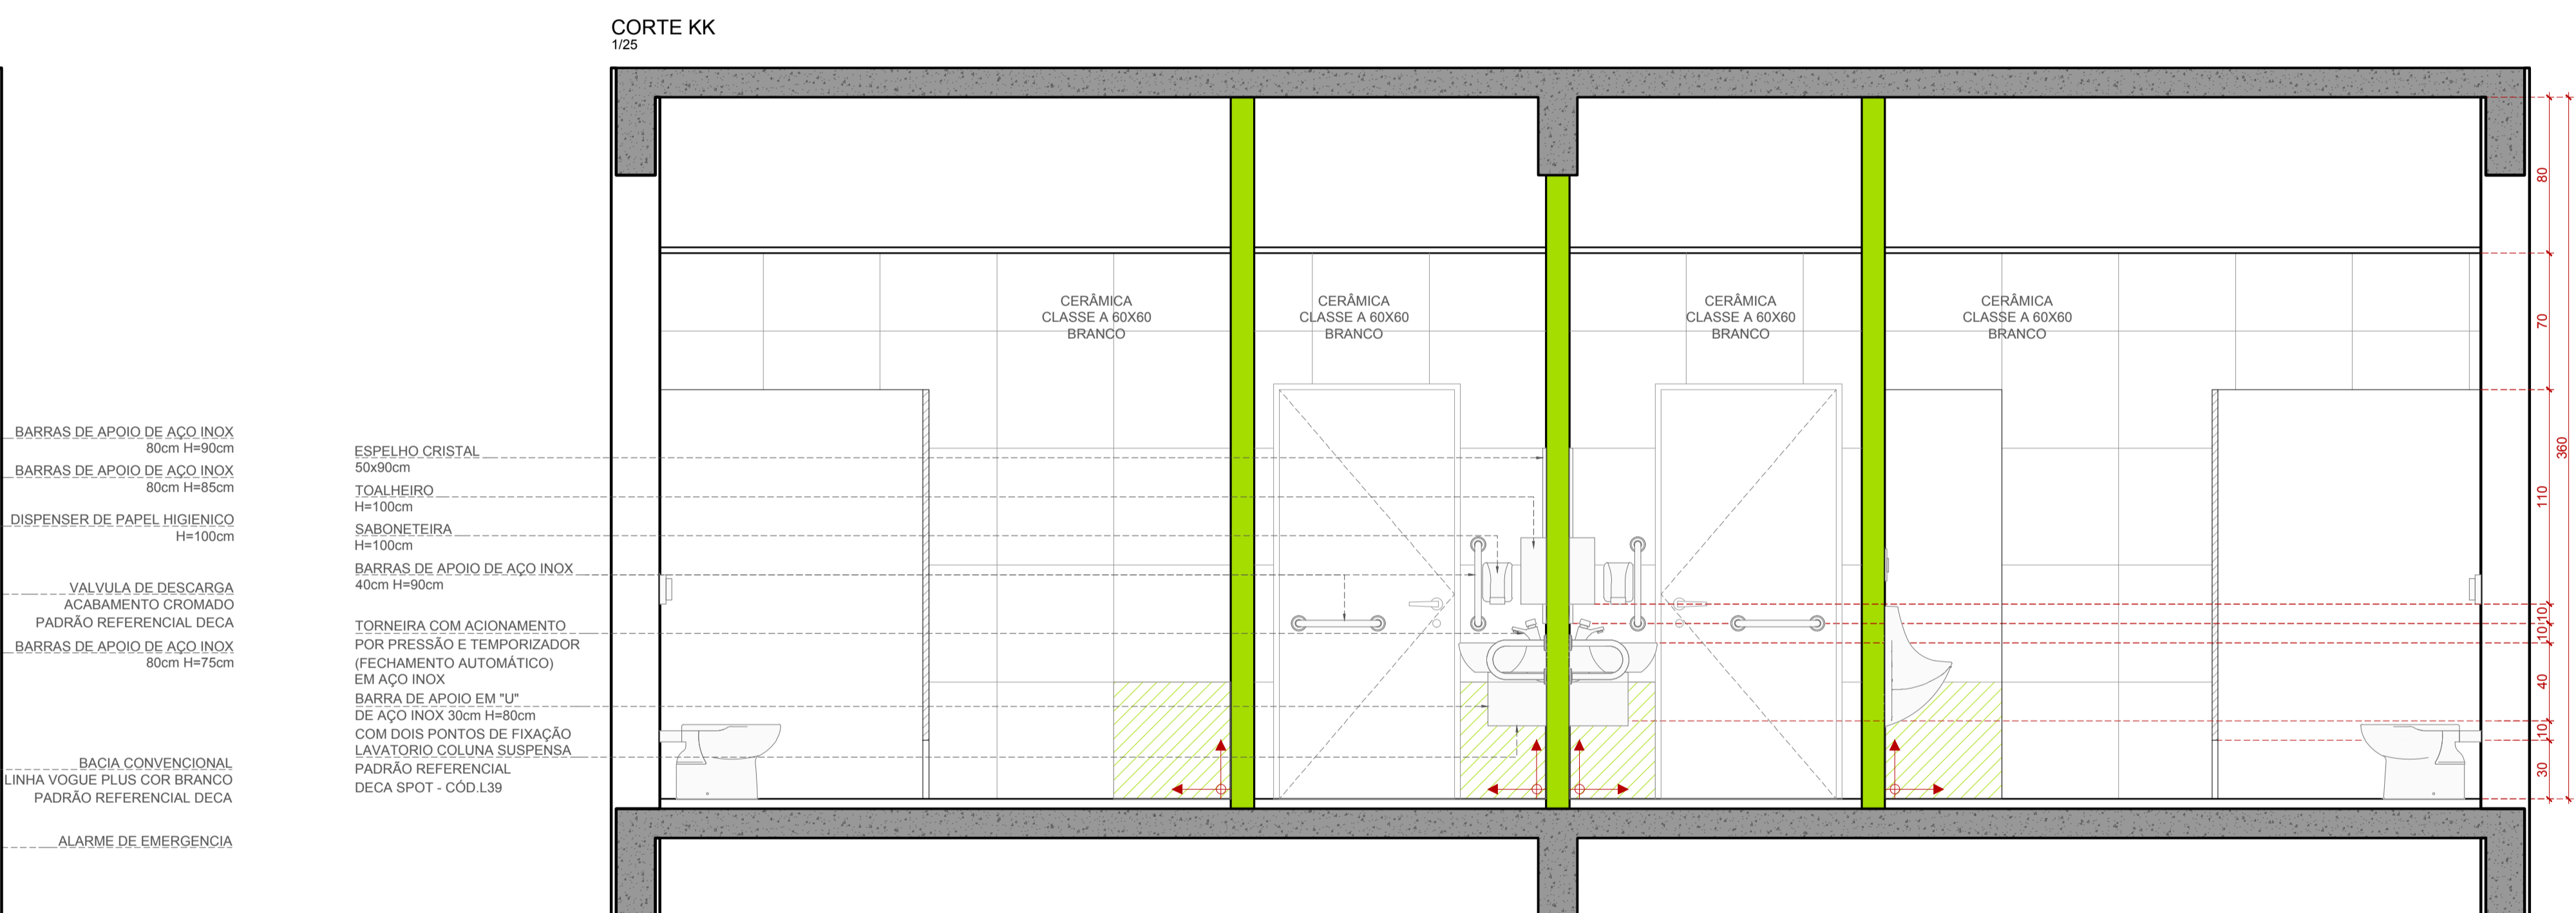 CORTE KK
1/25
BARRAS DE APOIO DE AÇO INOX
80cm H=90cm
BARRAS DE APOIO DE AÇO INOX
80cm H=85cm
DISPENSER DE PAPEL HIGIENICO
H=100cm
VALVULA DE DESCARGA
ACABAMENTO CROMADO
PADRÃO REFERENCIAL DECA
BARRAS DE APOIO DE AÇO INOX
80cm H=75cm
BACIA CONVENCIONAL
LINHA VOGUE PLUS COR BRANCO
PADRÃO REFERENCIAL DECA
ALARME DE EMERGENCIA
ESPELHO CRISTAL
50x90cm
TOALHEIRO
H=100cm
SABONETEIRA
H=100cm
BARRAS DE APOIO DE AÇO INOX
40cm H=90cm
TORNEIRA COM ACIONAMENTO
POR PRESSÃO E TEMPORIZADOR
(FECHAMENTO AUTOMÁTICO)
EM AÇO INOX
BARRA DE APOIO EM "U"
DE AÇO INOX 30cm H=80cm
COM DOIS PONTOS DE FIXAÇÃO
LAVATORIO COLUNA SUSPENSA
PADRÃO REFERENCIAL
DECA SPOT - CÓD.L39
CERÂMICA
CLASSE A 60X60
BRANCO
CERÂMICA
CLASSE A 60X60
BRANCO
CERÂMICA
CLASSE A 60X60
BRANCO
CERÂMICA
CLASSE A 60X60
BRANCO
80
70
110
10
10
40
10
30
360